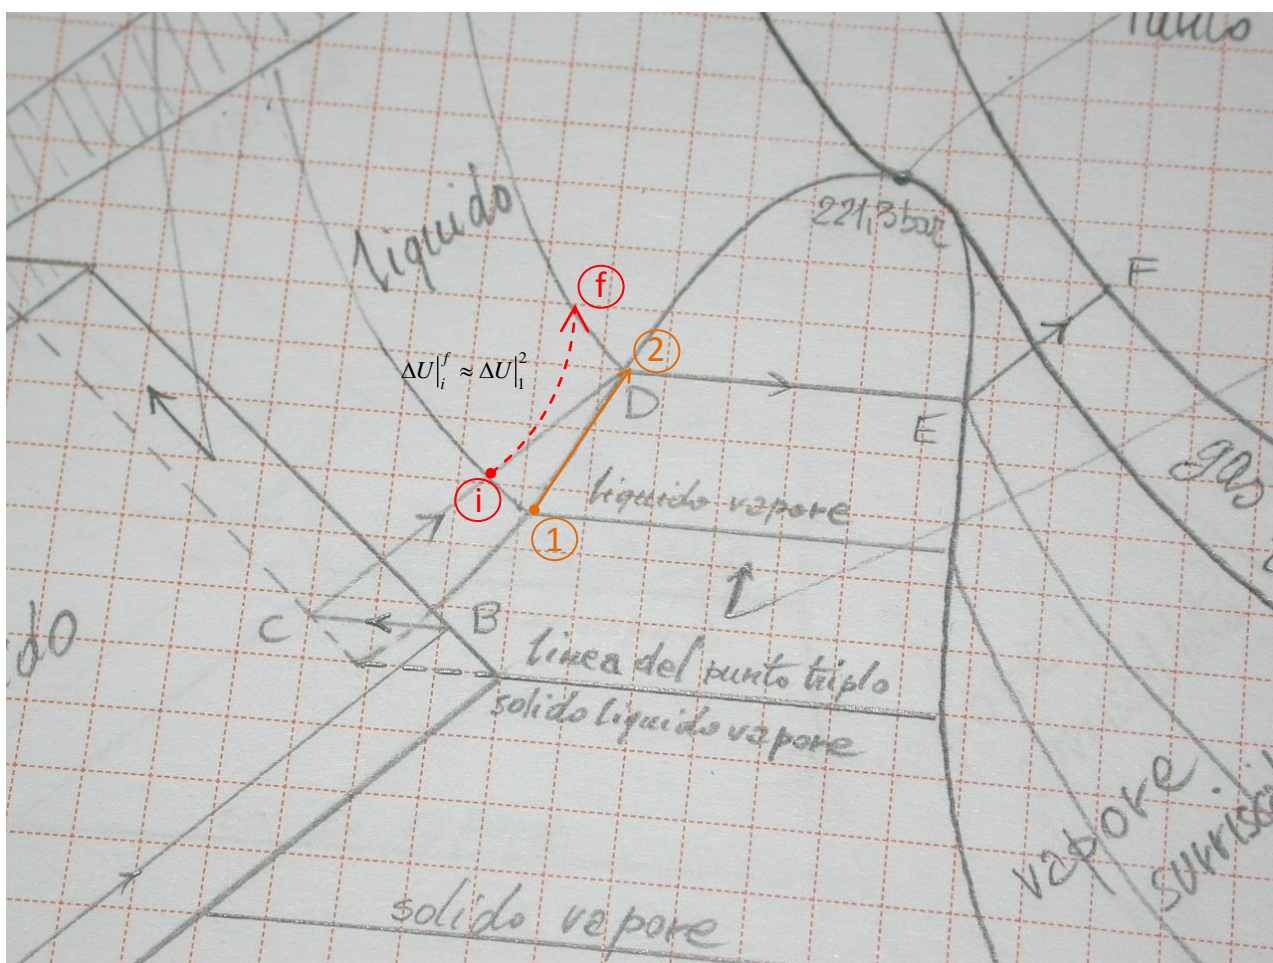 liquido
221,3 bar
F
f
2
ΔU|_i^f ≈ ΔU|_1^2
D
E
gas
i
liquido vapore
1
C
B
linea del punto triplo
solido liquido vapore
vapore
solido vapore